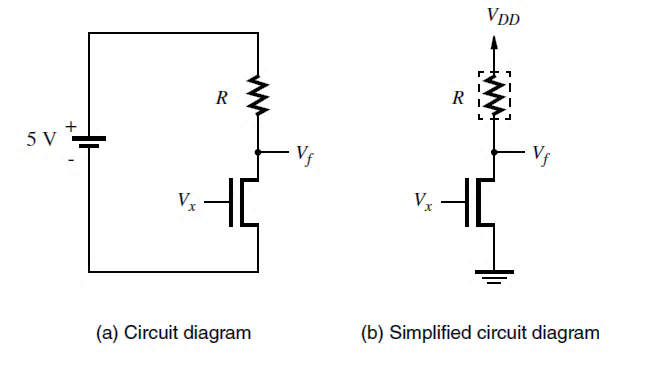 V_DD
R
R
5 V
+
-
V_f
V_f
V_x
V_x
(a) Circuit diagram
(b) Simplified circuit diagram